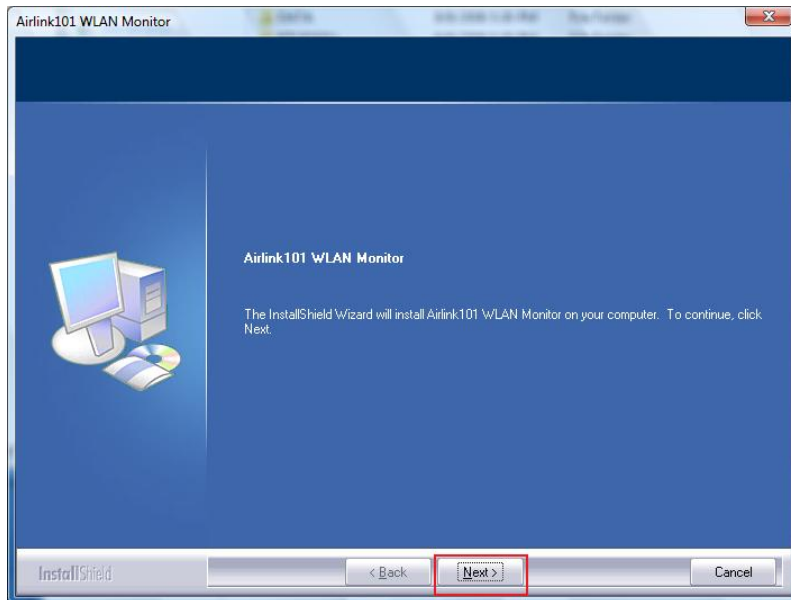 Airlink101 WLAN Monitor
Airlink101 WLAN Monitor
The InstallShield Wizard will install Airlink101 WLAN Monitor on your computer. To continue, click
Next.
InstallShield
< Back
Next >
Cancel